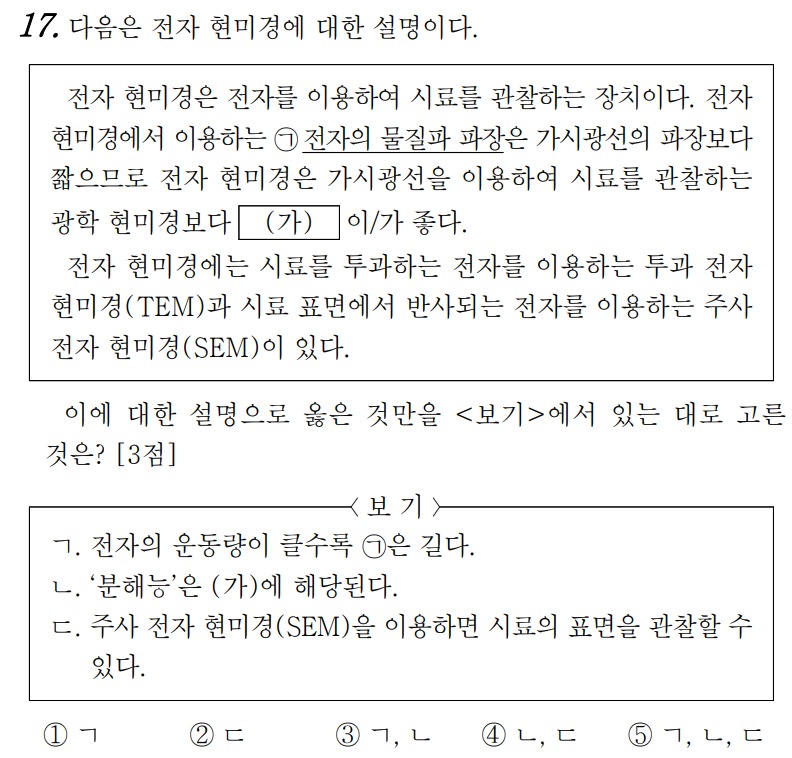 17. 다음은 전자 현미경에 대한 설명이다.
전자 현미경은 전자를 이용하여 시료를 관찰하는 장치이다. 전자
현미경에서 이용하는 ㉠전자의 물질파 파장은 가시광선의 파장보다
짧으므로 전자 현미경은 가시광선을 이용하여 시료를 관찰하는
광학 현미경보다 (가) 이/가 좋다.
전자 현미경에는 시료를 투과하는 전자를 이용하는 투과 전자
현미경(TEM)과 시료 표면에서 반사되는 전자를 이용하는 주사
전자 현미경(SEM)이 있다.
이에 대한 설명으로 옳은 것만을 <보기>에서 있는 대로 고른
것은? [3점]
〈보 기〉
ㄱ. 전자의 운동량이 클수록 ㉠은 길다.
ㄴ. ‘분해능’은 (가)에 해당된다.
ㄷ. 주사 전자 현미경(SEM)을 이용하면 시료의 표면을 관찰할 수
있다.
① ㄱ ② ㄷ ③ ㄱ, ㄴ ④ ㄴ, ㄷ ⑤ ㄱ, ㄴ, ㄷ